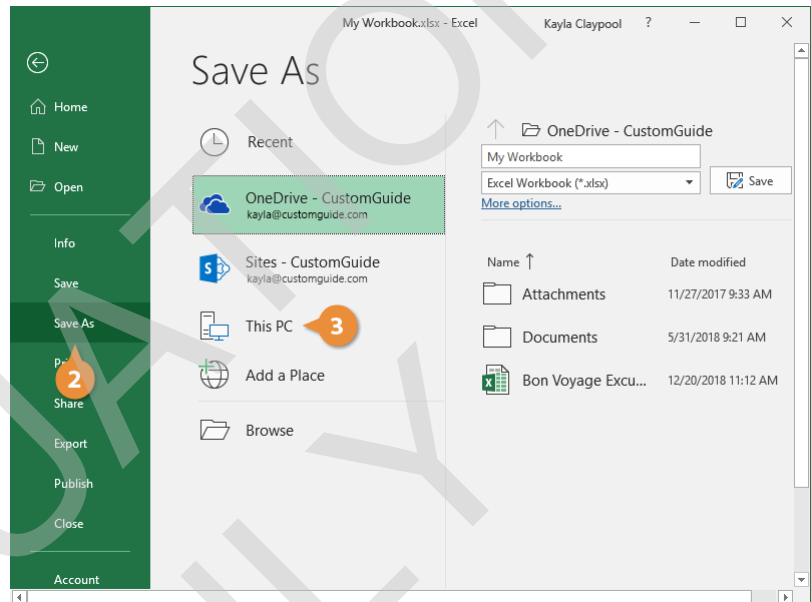 My Workbook.xlsx - Excel
Kayla Claypool
?
Save As
Home
New
Open
Info
Save
Save As
2
Share
Export
Publish
Close
Account
Recent
OneDrive - CustomGuide
kayla@customguide.com
Sites - CustomGuide
kayla@customguide.com
This PC
3
Add a Place
Browse
OneDrive - CustomGuide
My Workbook
Excel Workbook (*.xlsx)
Save
More options...
Name
Date modified
Attachments
11/27/2017 9:33 AM
Documents
5/31/2018 9:21 AM
Bon Voyage Excu...
12/20/2018 11:12 AM